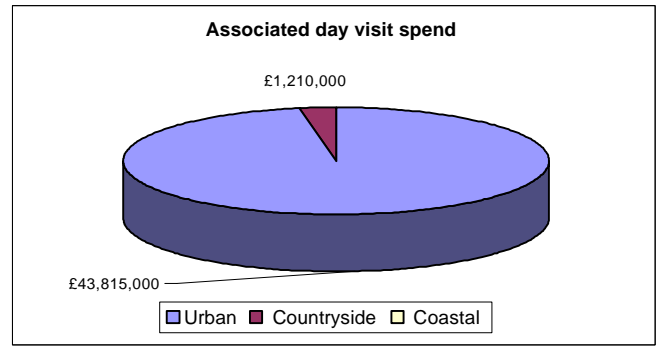 Associated day visit spend
£1,210,000
£43,815,000
Urban Countryside Coastal